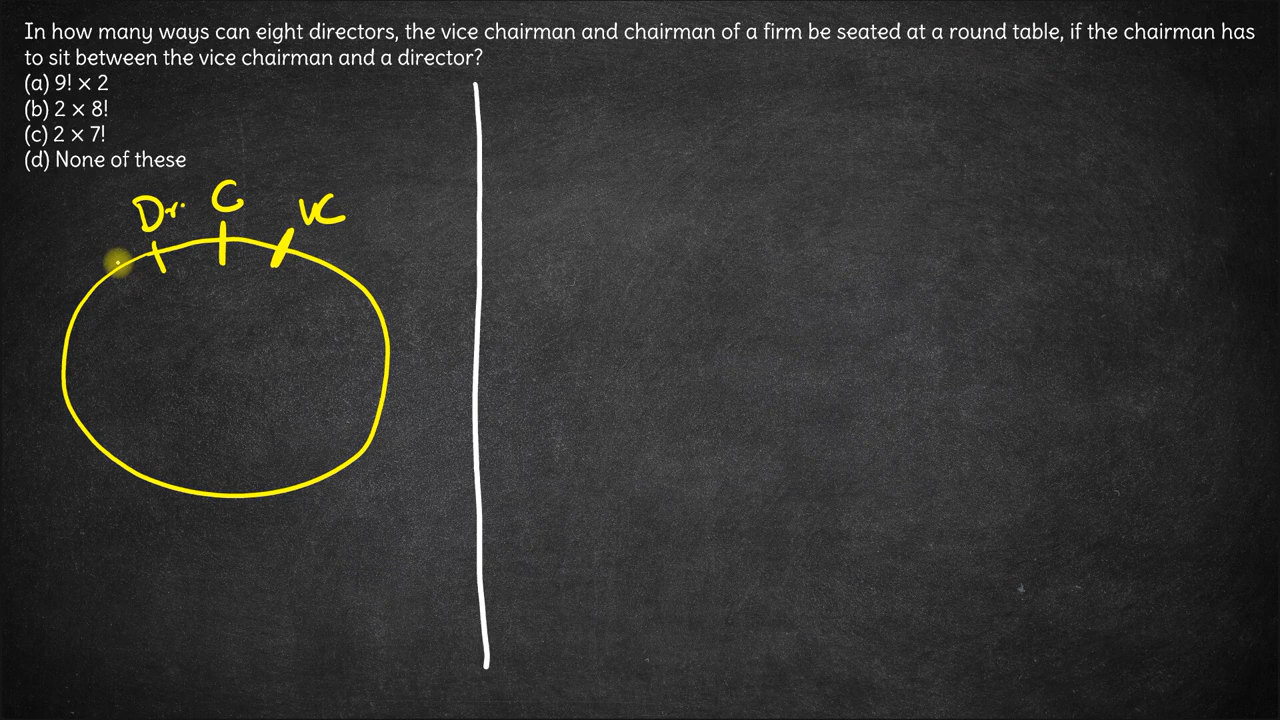 In how many ways can eight directors, the vice chairman and chairman of a firm be seated at a round table, if the chairman has
to sit between the vice chairman and a director?
(a) 9! × 2
(b) 2 × 8!
(c) 2 × 7!
(d) None of these
Dr. C VC